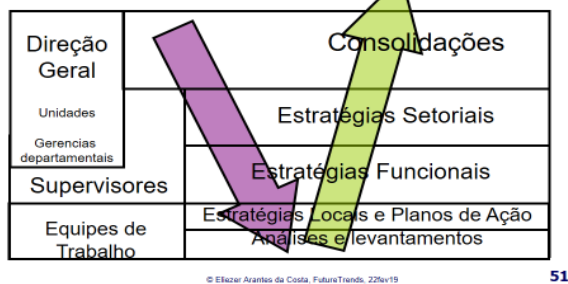 Direção
Geral
Consolidações
Unidades
Estratégias Setoriais
Gerencias
departamentais
Estratégias Funcionais
Supervisores
Estratégias Locais e Planos de Ação
Equipes de
Trabalho
Análises e levantamentos
© Eliezer Arantes da Costa, FutureTrends, 22fev19
51